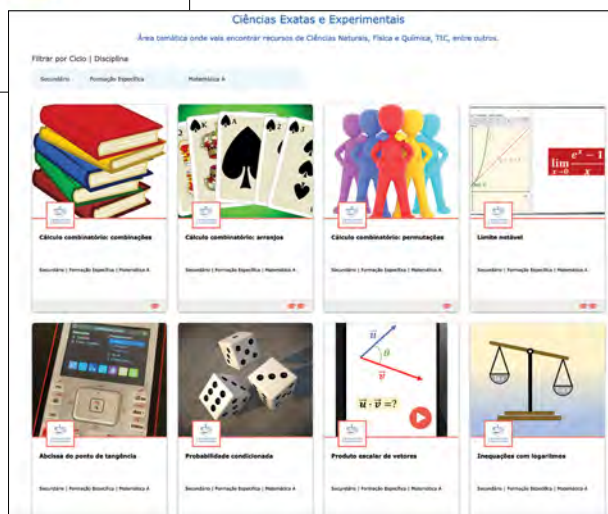 Ciências Exatas e Experimentais
Área temática onde vais encontrar recursos de Ciências Naturais, Física e Química, TIC, entre outros.
Filtrar por Ciclo | Disciplina
Secundário Formação Específica Matemática A
K A 2 3
lim x→0 e^x − 1 / x
Cálculo combinatório: combinações
Cálculo combinatório: arranjos
Cálculo combinatório: permutações
Limite notável
Secundário | Formação Específica | Matemática A
Secundário | Formação Específica | Matemática A
Secundário | Formação Específica | Matemática A
Secundário | Formação Específica | Matemática A
u θ v
u · v =?
Abcissa do ponto de tangência
Probabilidade condicionada
Produto escalar de vetores
Inequações com logaritmos
Secundário | Formação Específica | Matemática A
Secundário | Formação Específica | Matemática A
Secundário | Formação Específica | Matemática A
Secundário | Formação Específica | Matemática A